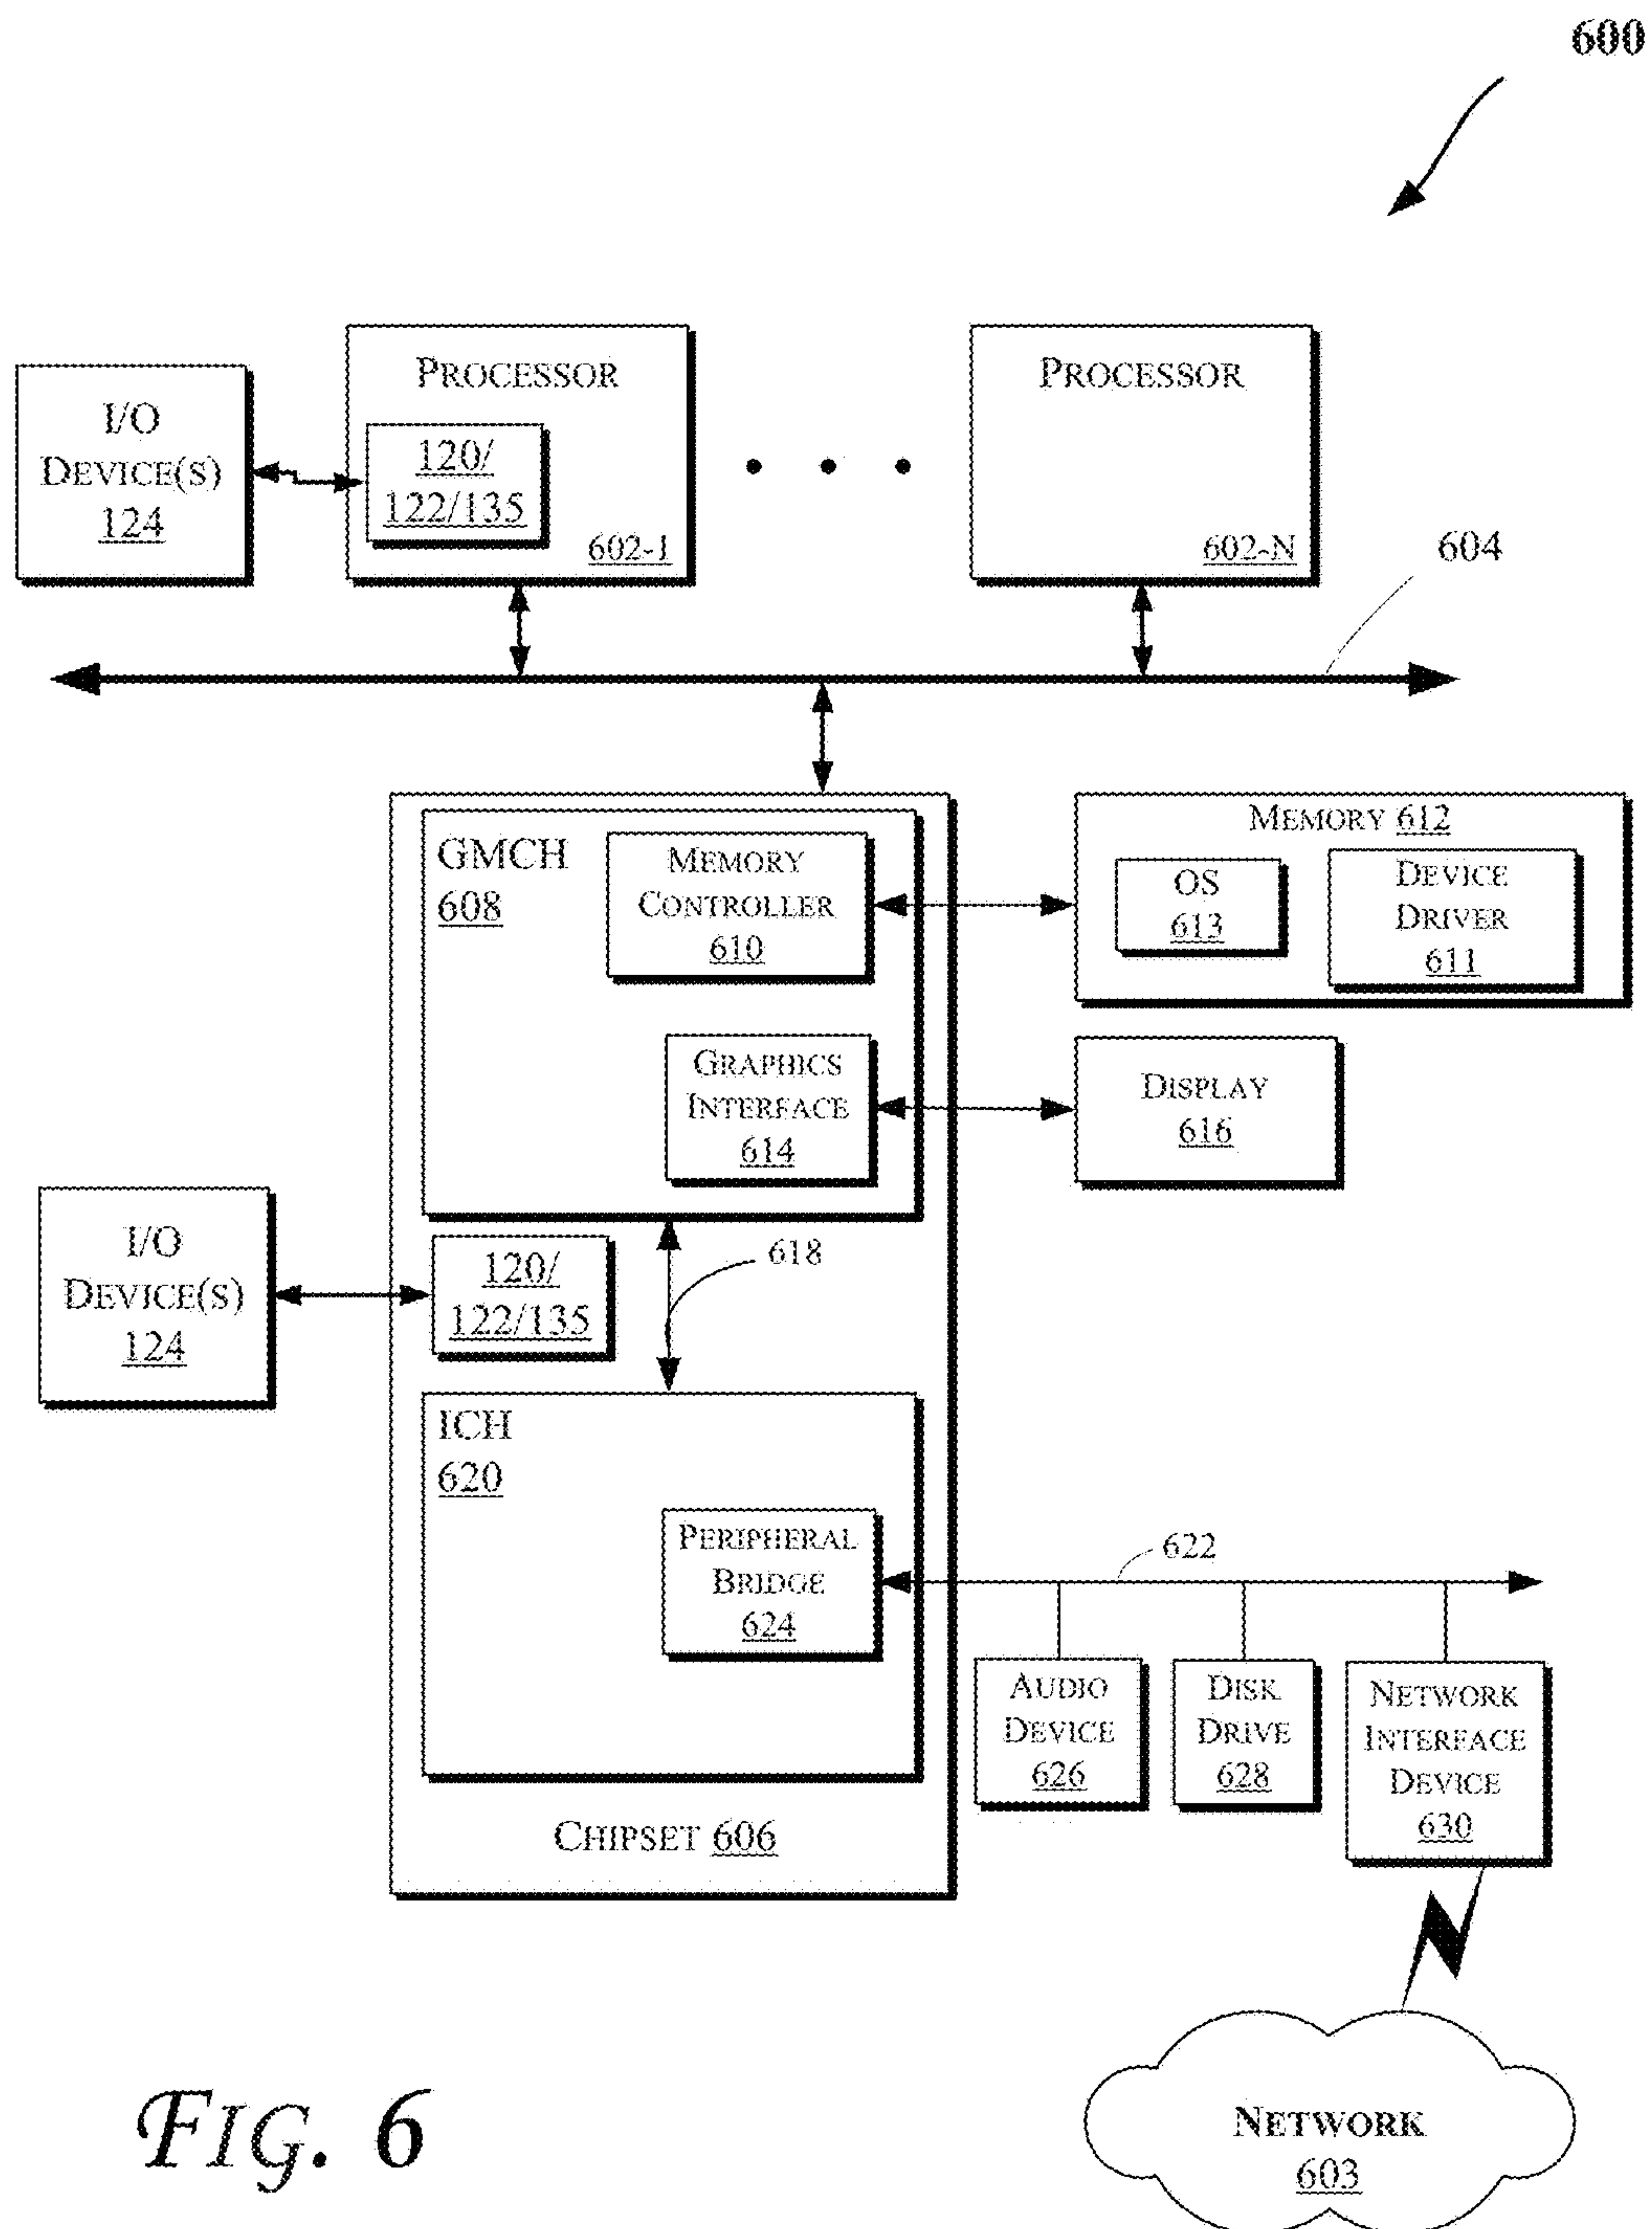 600
PROCESSOR
120/
122/135
602-1
I/O
DEVICE(S)
124
PROCESSOR
602-N
604
GMCH
608
MEMORY
CONTROLLER
610
MEMORY 612
OS
613
DEVICE
DRIVER
611
GRAPHICS
INTERFACE
614
DISPLAY
616
I/O
DEVICE(S)
124
120/
122/135
618
ICH
620
PERIPHERAL
BRIDGE
624
622
AUDIO
DEVICE
626
DISK
DRIVE
628
NETWORK
INTERFACE
DEVICE
630
CHIPSET 606
NETWORK
603
FIG. 6